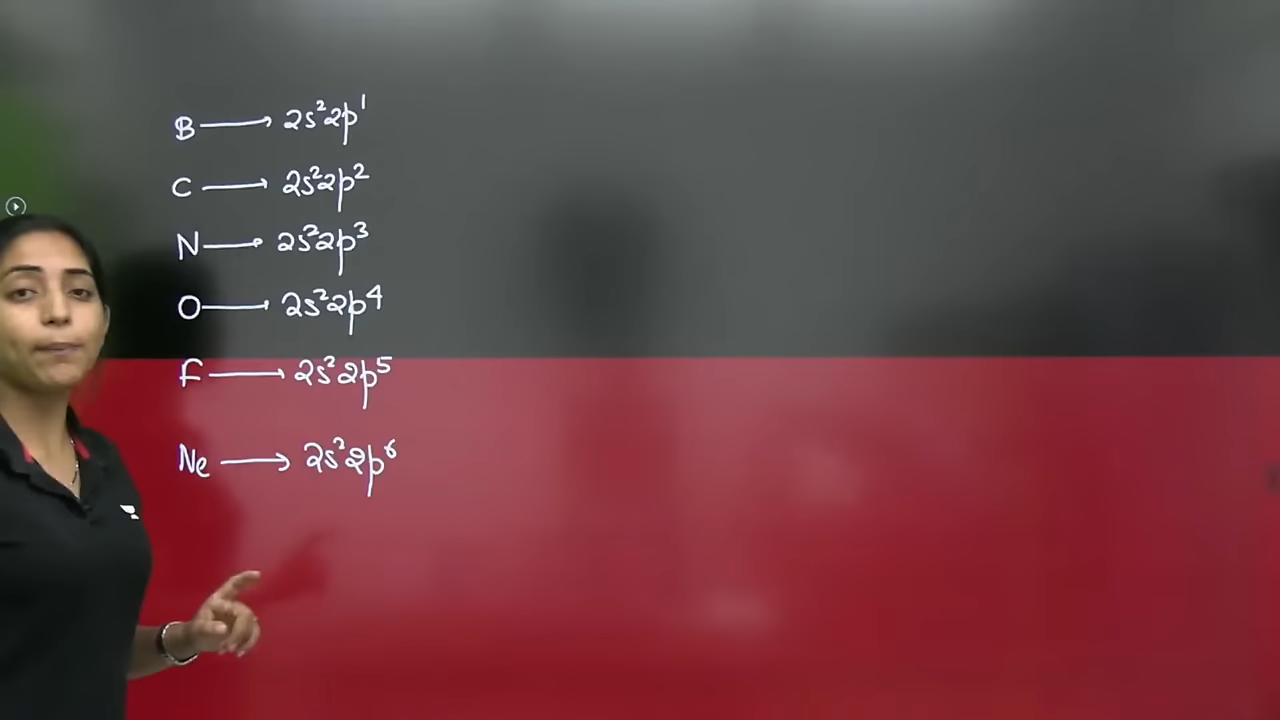 B ⟶ 2s²2p¹
C ⟶ 2s²2p²
N ⟶ 2s²2p³
O ⟶ 2s²2p⁴
F ⟶ 2s²2p⁵
Ne ⟶ 2s²2p⁶